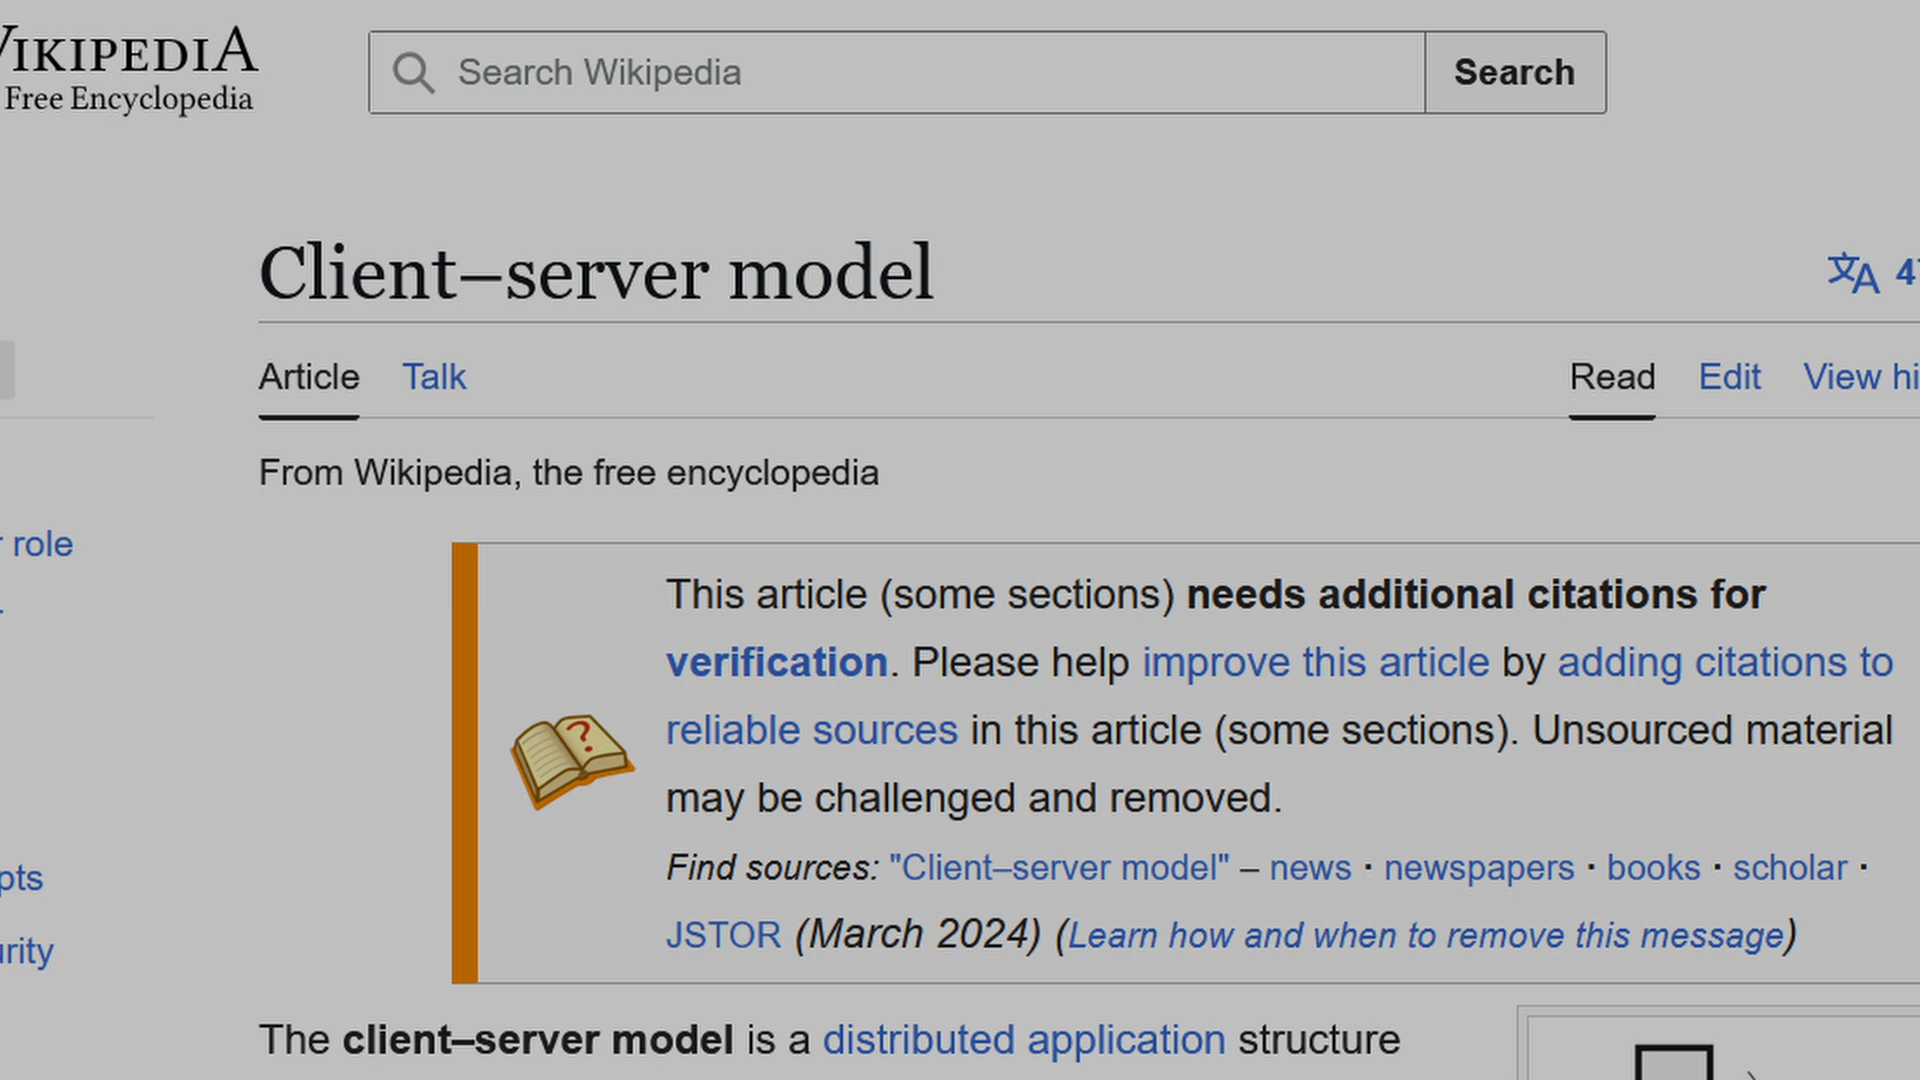 WIKIPEDIA
Free Encyclopedia
Search Wikipedia
Search
Client–server model
Article Talk
Read Edit View
From Wikipedia, the free encyclopedia
role
This article (some sections) needs additional citations for
verification. Please help improve this article by adding citations to
reliable sources in this article (some sections). Unsourced material
may be challenged and removed.
Find sources: "Client–server model" – news · newspapers · books · scholar ·
JSTOR (March 2024) (Learn how and when to remove this message)
The client–server model is a distributed application structure